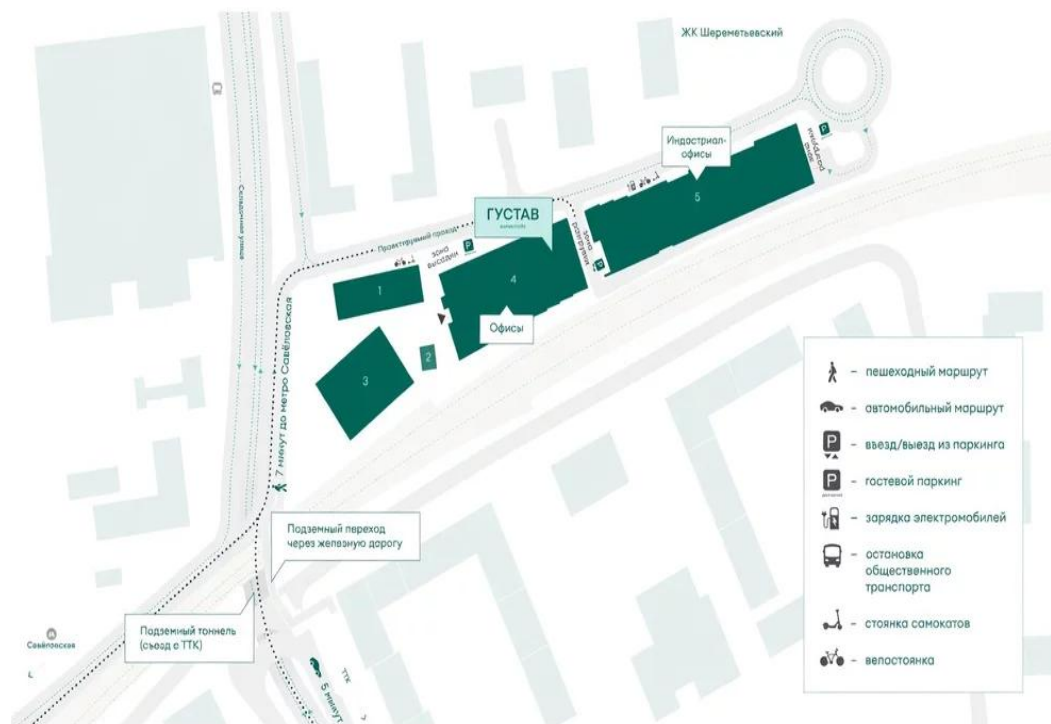 ЖК Шереметьевский
Индастриал-
офисы
зона
разгрузки
P
5
ГУСТАВ
Складочная улица
Проектируемый проезд
зона
высадки
P
P
4
1
Офисы
2
3
7 минут до метро Савёловская
пешеходный маршрут
автомобильный маршрут
P
въезд/выезд из паркинга
P
гостевой паркинг
зарядка электромобилей
остановка
общественного
транспорта
стоянка самокатов
велостоянка
Подземный переход
через железную дорогу
Подземный тоннель
(съезд с ТТК)
Савёловская
ТТК
5 минут